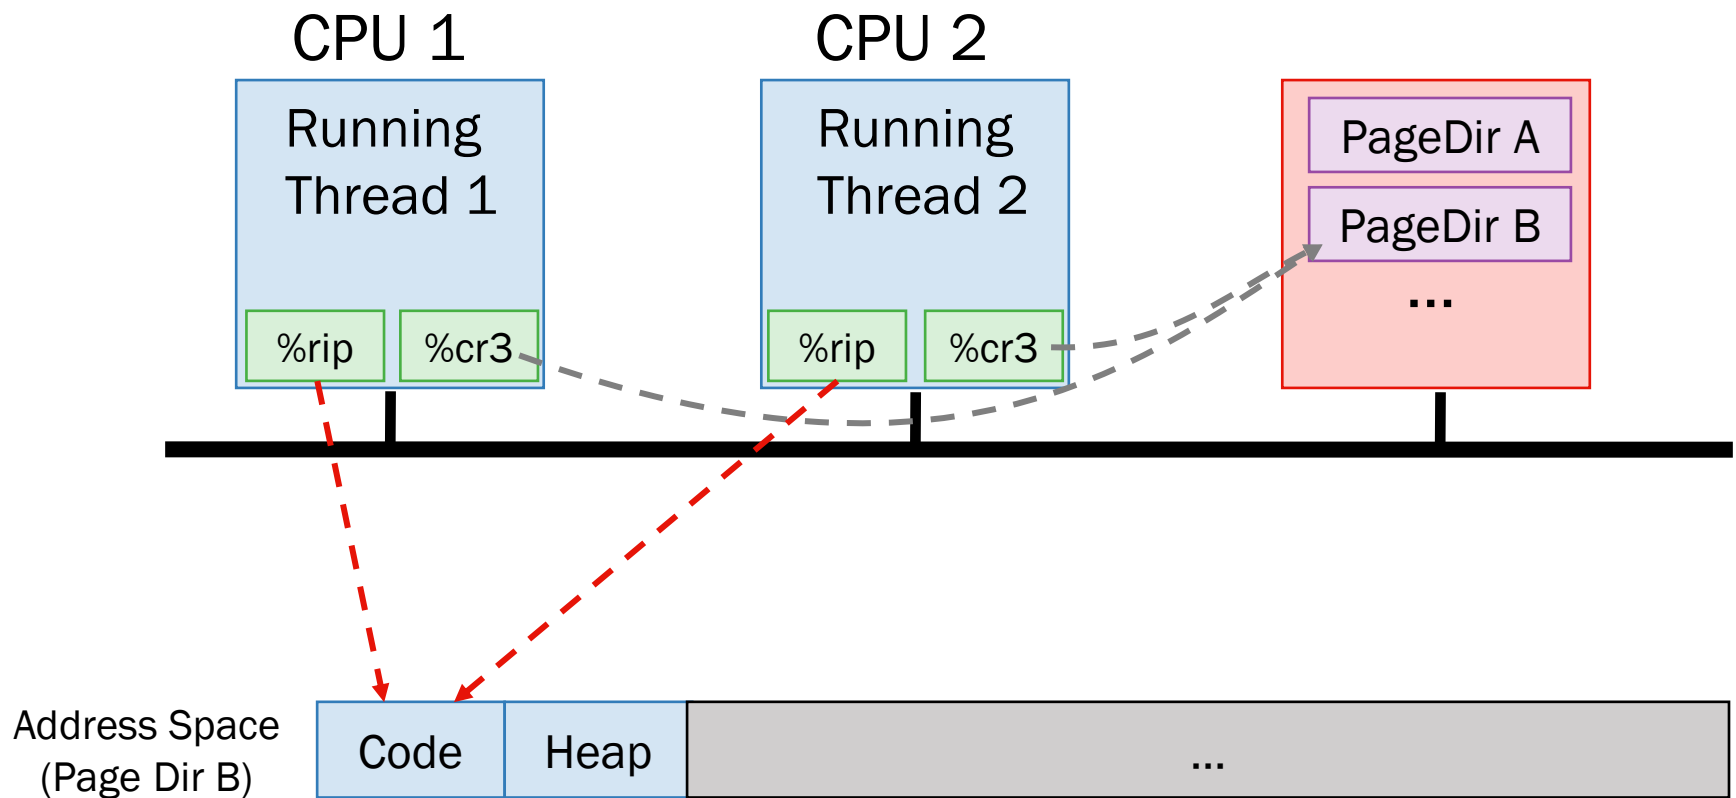 CPU 1
CPU 2
Running
Thread 1
Running
Thread 2
PageDir A
PageDir B
...
%rip
%cr3
%rip
%cr3
Address Space
(Page Dir B)
Code
Heap
...